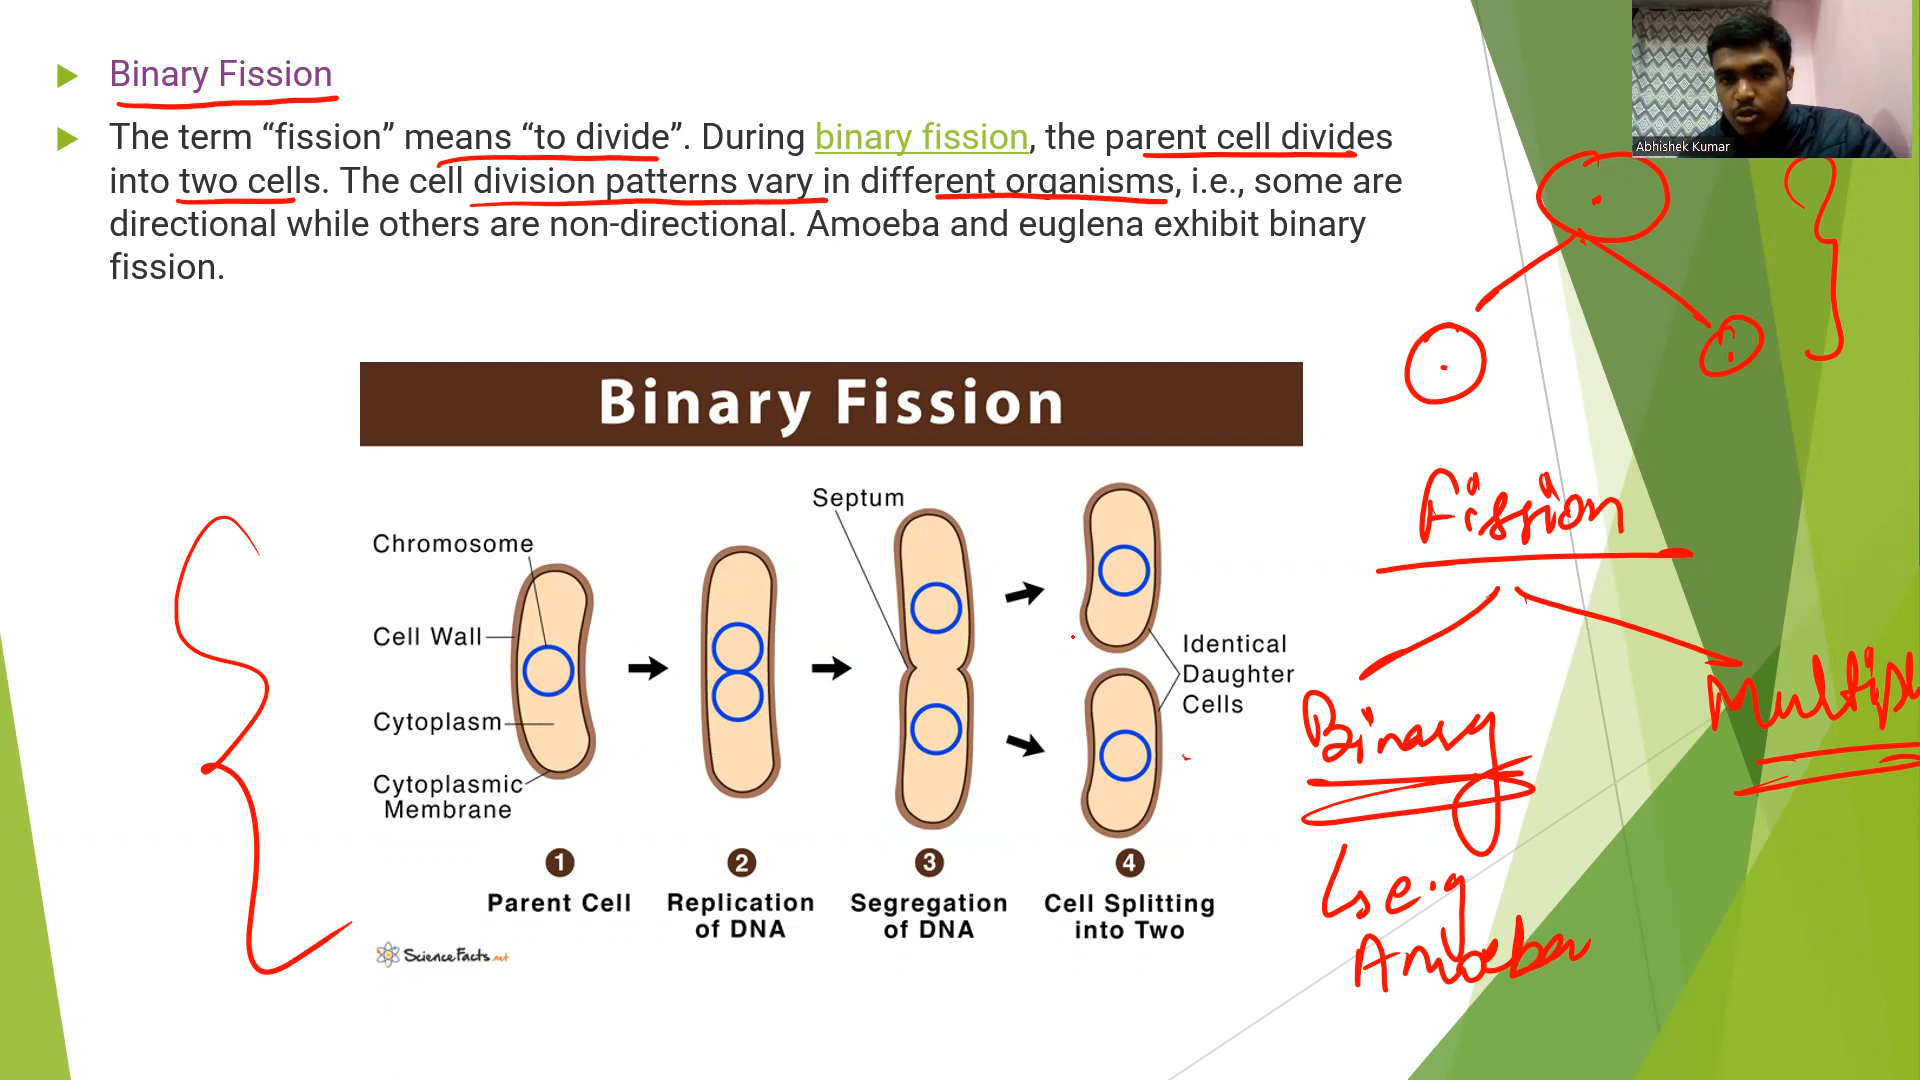 Binary Fission
The term “fission” means “to divide”. During binary fission, the parent cell divides
into two cells. The cell division patterns vary in different organisms, i.e., some are
directional while others are non-directional. Amoeba and euglena exhibit binary
fission.
Abhishek Kumar
Binary Fission
Septum
Chromosome
Cell Wall
Cytoplasm
Cytoplasmic
Membrane
Identical
Daughter
Cells
1
2
3
4
Parent Cell
Replication
of DNA
Segregation
of DNA
Cell Splitting
into Two
ScienceFacts.net
Fission
Binary
Multipl
e.g
Amoeba